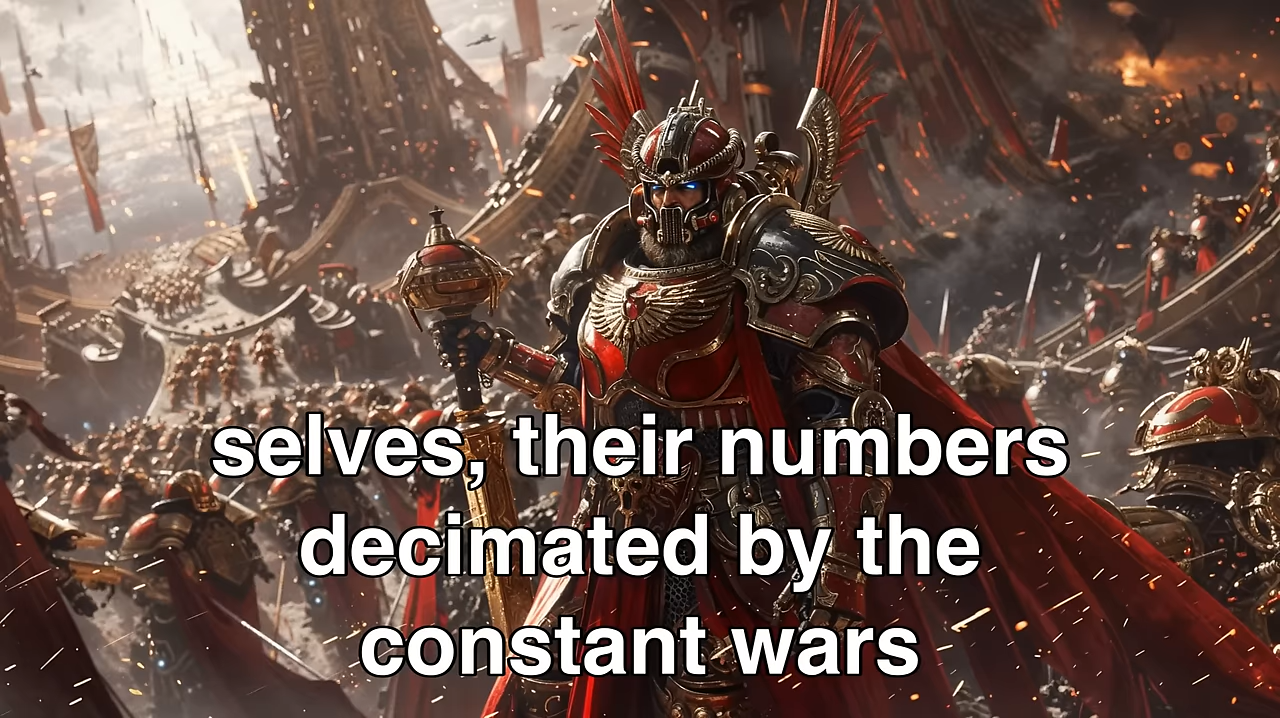 selves, their numbers
decimated by the
constant wars